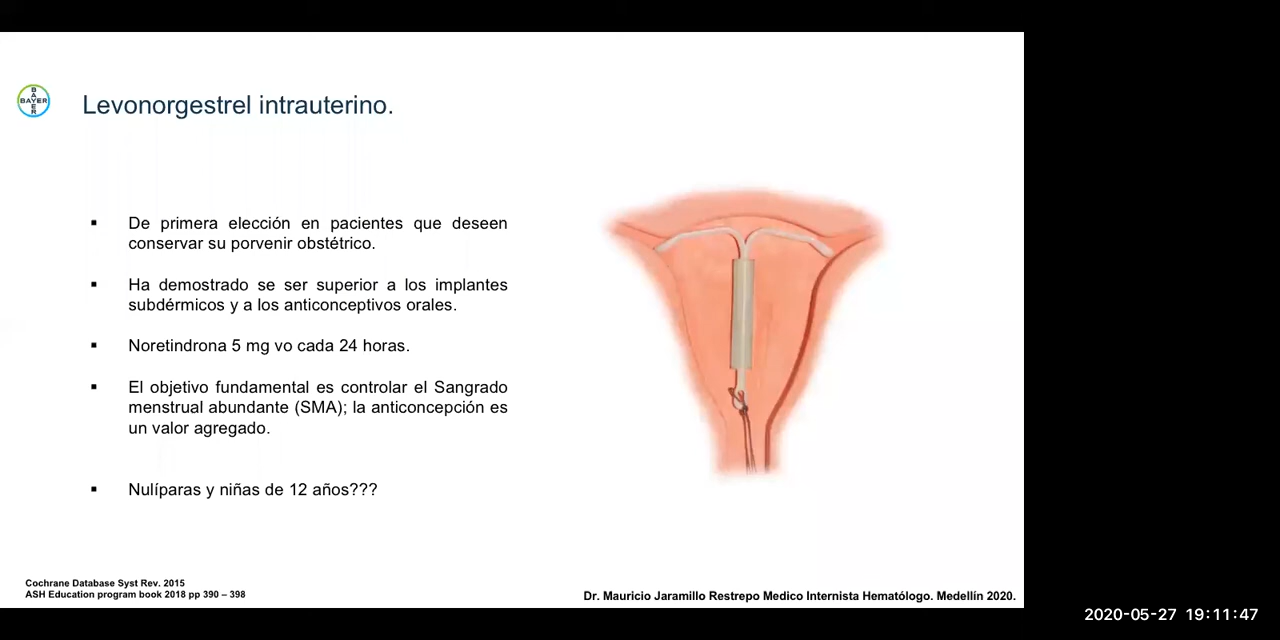 BAYER
BAYER
Levonorgestrel intrauterino.
▪ De primera elección en pacientes que deseen
conservar su porvenir obstétrico.
▪ Ha demostrado se ser superior a los implantes
subdérmicos y a los anticonceptivos orales.
▪ Noretindrona 5 mg vo cada 24 horas.
▪ El objetivo fundamental es controlar el Sangrado
menstrual abundante (SMA); la anticoncepción es
un valor agregado.
▪ Nulíparas y niñas de 12 años???
Cochrane Database Syst Rev. 2015
ASH Education program book 2018 pp 390 – 398
Dr. Mauricio Jaramillo Restrepo Medico Internista Hematólogo. Medellín 2020.
2020-05-27 19:11:47